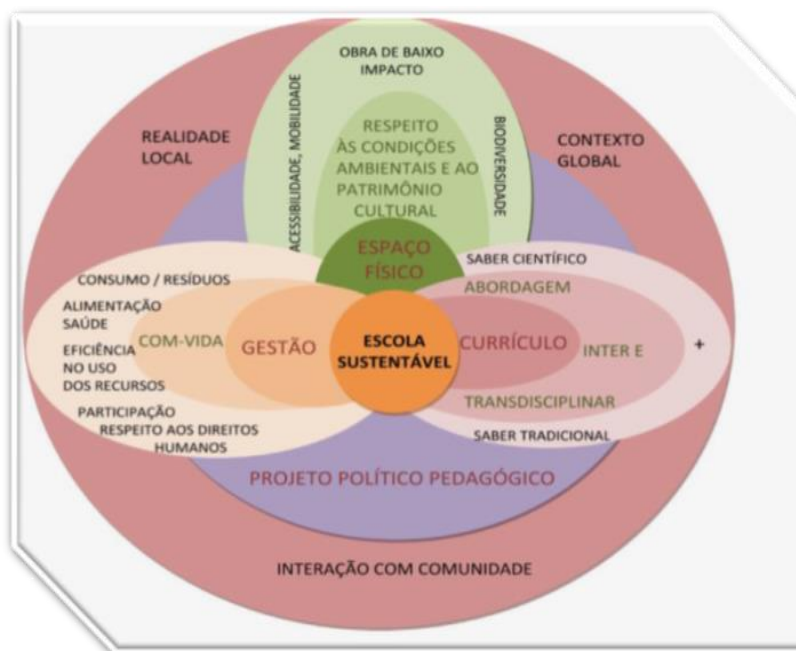 OBRA DE BAIXO
IMPACTO
ACESSIBILIDADE, MOBILIDADE
BIODIVERSIDADE
RESPEITO
ÀS CONDIÇÕES
AMBIENTAIS E AO
PATRIMÔNIO
CULTURAL
REALIDADE
LOCAL
CONTEXTO
GLOBAL
ESPAÇO
FÍSICO
CONSUMO / RESÍDUOS
ALIMENTAÇÃO
SAÚDE
EFICIÊNCIA
NO USO
DOS RECURSOS
PARTICIPAÇÃO
RESPEITO AOS DIREITOS
HUMANOS
COM-VIDA
GESTÃO
ESCOLA
SUSTENTÁVEL
CURRÍCULO
SABER CIENTÍFICO
ABORDAGEM
INTER E
+
TRANSDISCIPLINAR
SABER TRADICIONAL
PROJETO POLÍTICO PEDAGÓGICO
INTERAÇÃO COM COMUNIDADE